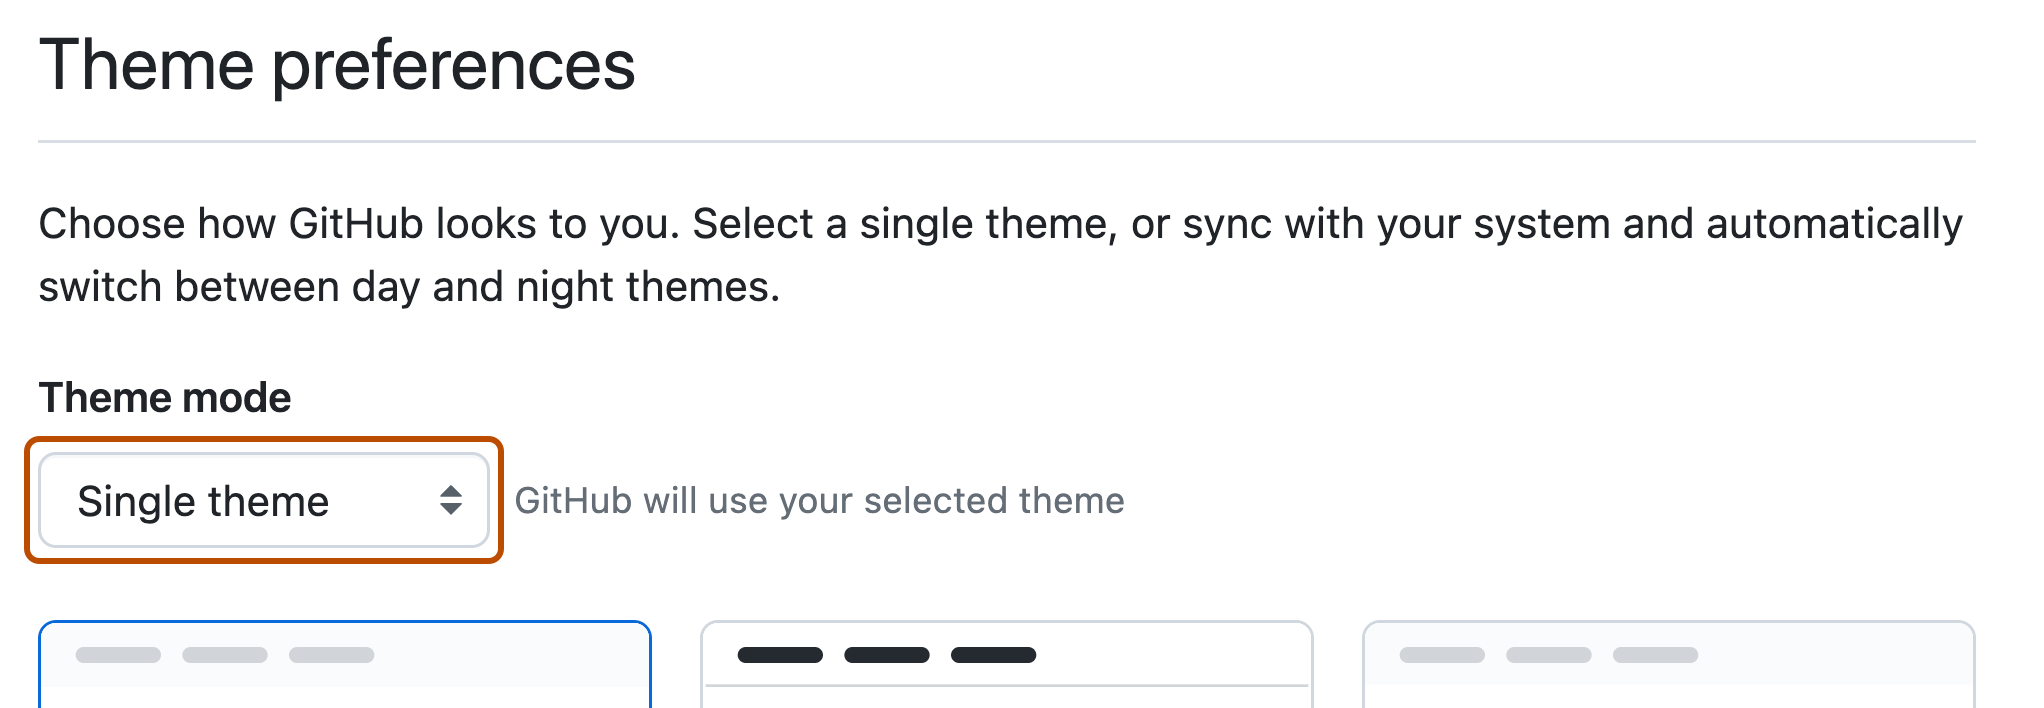 Theme preferences
Choose how GitHub looks to you. Select a single theme, or sync with your system and automatically
switch between day and night themes.
Theme mode
Single theme
GitHub will use your selected theme